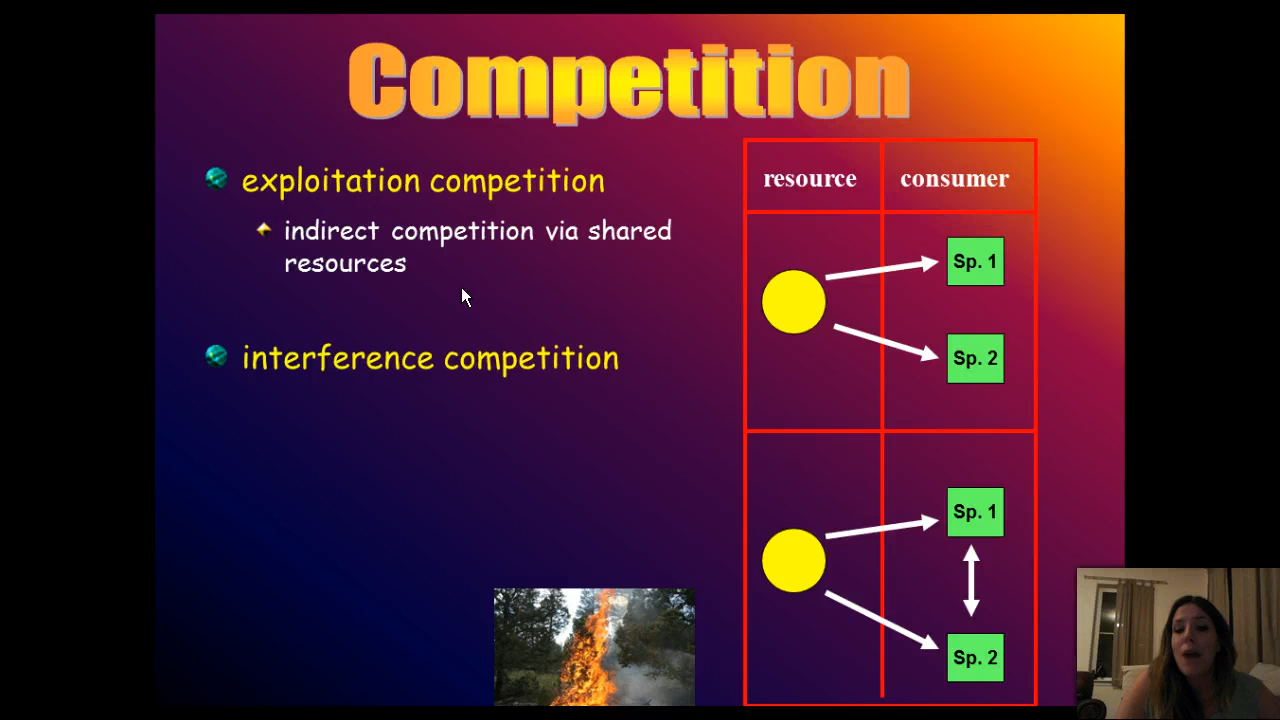 Competition
exploitation competition
indirect competition via shared
resources
interference competition
resource consumer
Sp. 1
Sp. 2
Sp. 1
Sp. 2